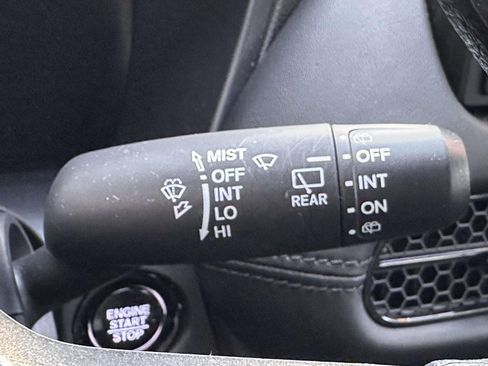 MIST
OFF
INT
LO
HI
REAR
OFF
INT
ON
ENGINE
START
STOP